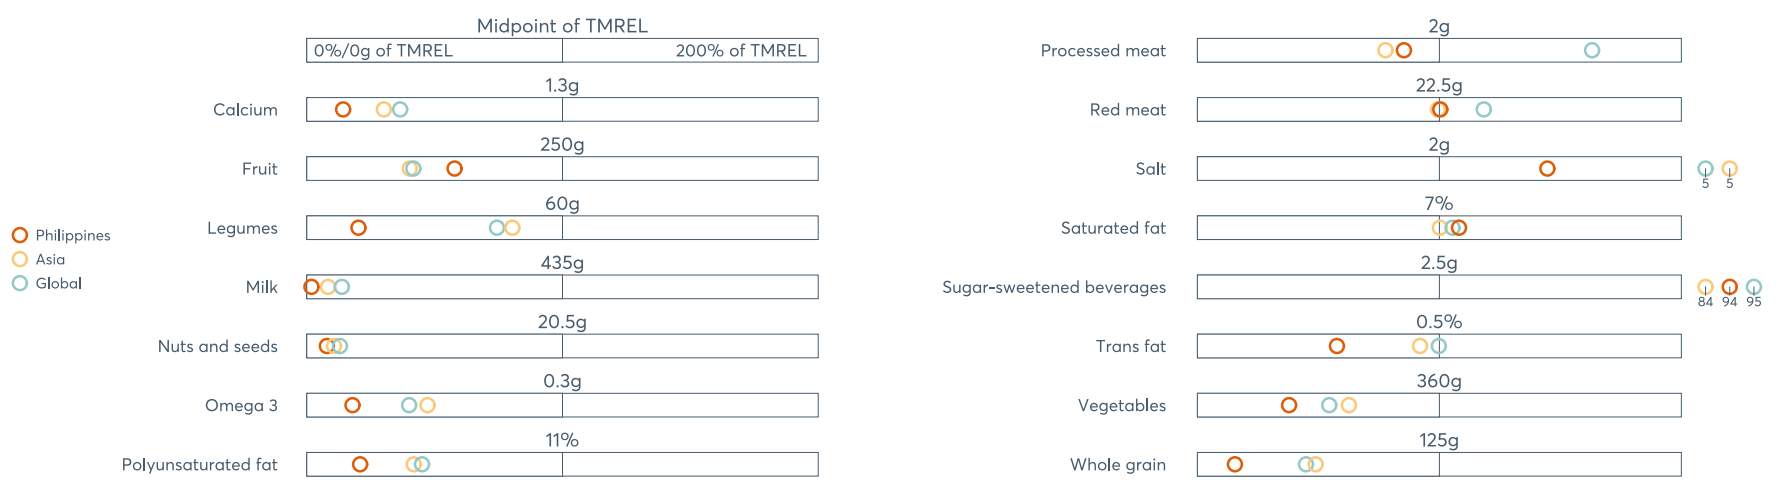 Midpoint of TMREL
0%/0g of TMREL 200% of TMREL
1.3g
Calcium
250g
Fruit
60g
Legumes
435g
Milk
20.5g
Nuts and seeds
0.3g
Omega 3
11%
Polyunsaturated fat
Philippines
Asia
Global
2g
Processed meat
22.5g
Red meat
2g
Salt
5 5
7%
Saturated fat
2.5g
Sugar-sweetened beverages
84 94 95
0.5%
Trans fat
360g
Vegetables
125g
Whole grain